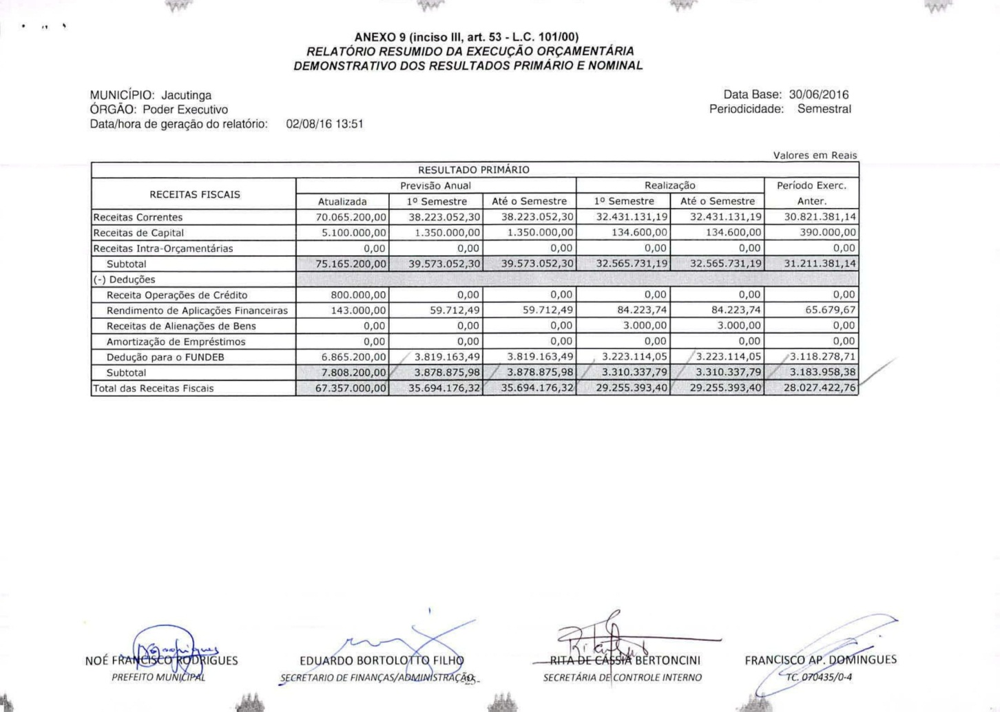 ANEXO 9 (inciso III, art. 53 - L.C. 101/00)
RELATÓRIO RESUMIDO DA EXECUÇÃO ORÇAMENTÁRIA
DEMONSTRATIVO DOS RESULTADOS PRIMÁRIO E NOMINAL
MUNICÍPIO: Jacutinga
Data Base: 30/06/2016
ÓRGÃO: Poder Executivo
Periodicidade: Semestral
Data/hora de geração do relatório: 02/08/16 13:51
Valores em Reais
RESULTADO PRIMÁRIO
RECEITAS FISCAIS Previsão Anual Realização Período Exerc. Anter.
Atualizada 1º Semestre Até o Semestre 1º Semestre Até o Semestre
Receitas Correntes 70.065.200,00 38.223.052,30 38.223.052,30 32.431.131,19 32.431.131,19 30.821.381,14
Receitas de Capital 5.100.000,00 1.350.000,00 1.350.000,00 134.600,00 134.600,00 390.000,00
Receitas Intra-Orçamentárias 0,00 0,00 0,00 0,00 0,00 0,00
Subtotal 75.165.200,00 39.573.052,30 39.573.052,30 32.565.731,19 32.565.731,19 31.211.381,14
(-) Deduções
Receita Operações de Crédito 800.000,00 0,00 0,00 0,00 0,00 0,00
Rendimento de Aplicações Financeiras 143.000,00 59.712,49 59.712,49 84.223,74 84.223,74 65.679,67
Receitas de Alienações de Bens 0,00 0,00 0,00 3.000,00 3.000,00 0,00
Amortização de Empréstimos 0,00 0,00 0,00 0,00 0,00 0,00
Dedução para o FUNDEB 6.865.200,00 3.819.163,49 3.819.163,49 3.223.114,05 3.223.114,05 3.118.278,71
Subtotal 7.808.200,00 3.878.875,98 3.878.875,98 3.310.337,79 3.310.337,79 3.183.958,38
Total das Receitas Fiscais 67.357.000,00 35.694.176,32 35.694.176,32 29.255.393,40 29.255.393,40 28.027.422,76
NOÉ FRANCISCO RODRIGUES
PREFEITO MUNICIPAL
EDUARDO BORTOLOTTO FILHO
SECRETARIO DE FINANÇAS/ADMINISTRAÇÃO
RITA DE CÁSSIA BERTONCINI
SECRETÁRIA DE CONTROLE INTERNO
FRANCISCO AP. DOMINGUES
TC. 070435/0-4